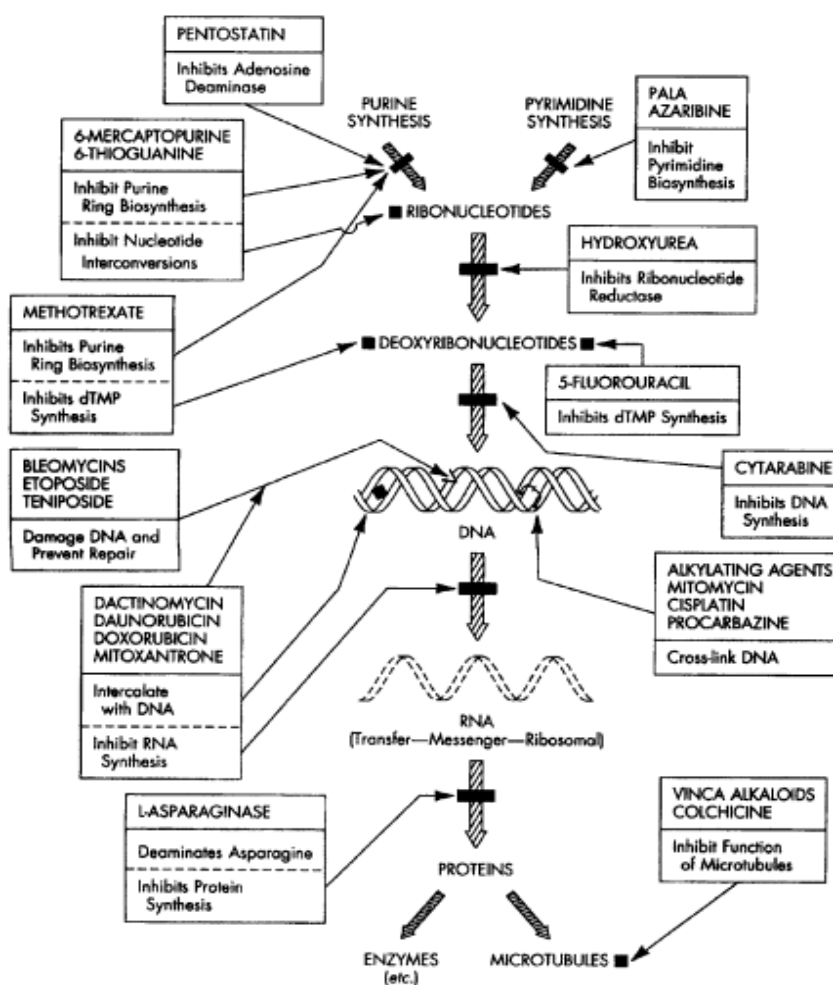 PENTOSTATIN
Inhibits Adenosine
Deaminase
PURINE
SYNTHESIS
PYRIMIDINE
SYNTHESIS
PALA
AZARIBINE
Inhibit
Pyrimidine
Biosynthesis
6-MERCAPTOPURINE
6-THIOGUANINE
Inhibit Purine
Ring Biosynthesis
Inhibit Nucleotide
Interconversions
RIBONUCLEOTIDES
HYDROXYUREA
Inhibits Ribonucleotide
Reductase
METHOTREXATE
Inhibits Purine
Ring Biosynthesis
Inhibits dTMP
Synthesis
DEOXYRIBONUCLEOTIDES
5-FLUOROURACIL
Inhibits dTMP Synthesis
BLEOMYCINS
ETOPOSIDE
TENIPOSIDE
Damage DNA and
Prevent Repair
CYTARABINE
Inhibits DNA
Synthesis
DNA
DACTINOMYCIN
DAUNORUBICIN
DOXORUBICIN
MITOXANTRONE
Intercalate
with DNA
Inhibit RNA
Synthesis
ALKYLATING AGENTS
MITOMYCIN
CISPLATIN
PROCARBAZINE
Cross-link DNA
RNA
(Transfer—Messenger—Ribosomal)
L-ASPARAGINASE
Deaminates Asparagine
Inhibits Protein
Synthesis
VINCA ALKALOIDS
COLCHICINE
Inhibit Function
of Microtubules
PROTEINS
ENZYMES
(etc.)
MICROTUBULES